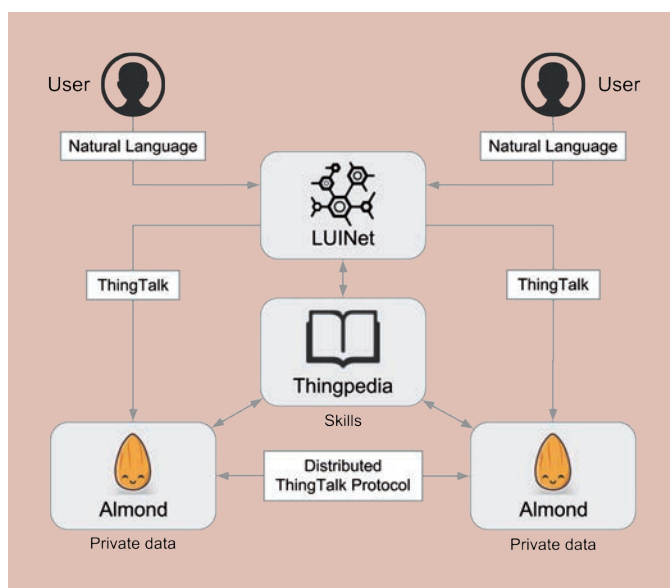 User
User
Natural Language
Natural Language
LUINet
ThingTalk
ThingTalk
Thingpedia
Skills
Distributed
ThingTalk Protocol
Almond
Almond
Private data
Private data